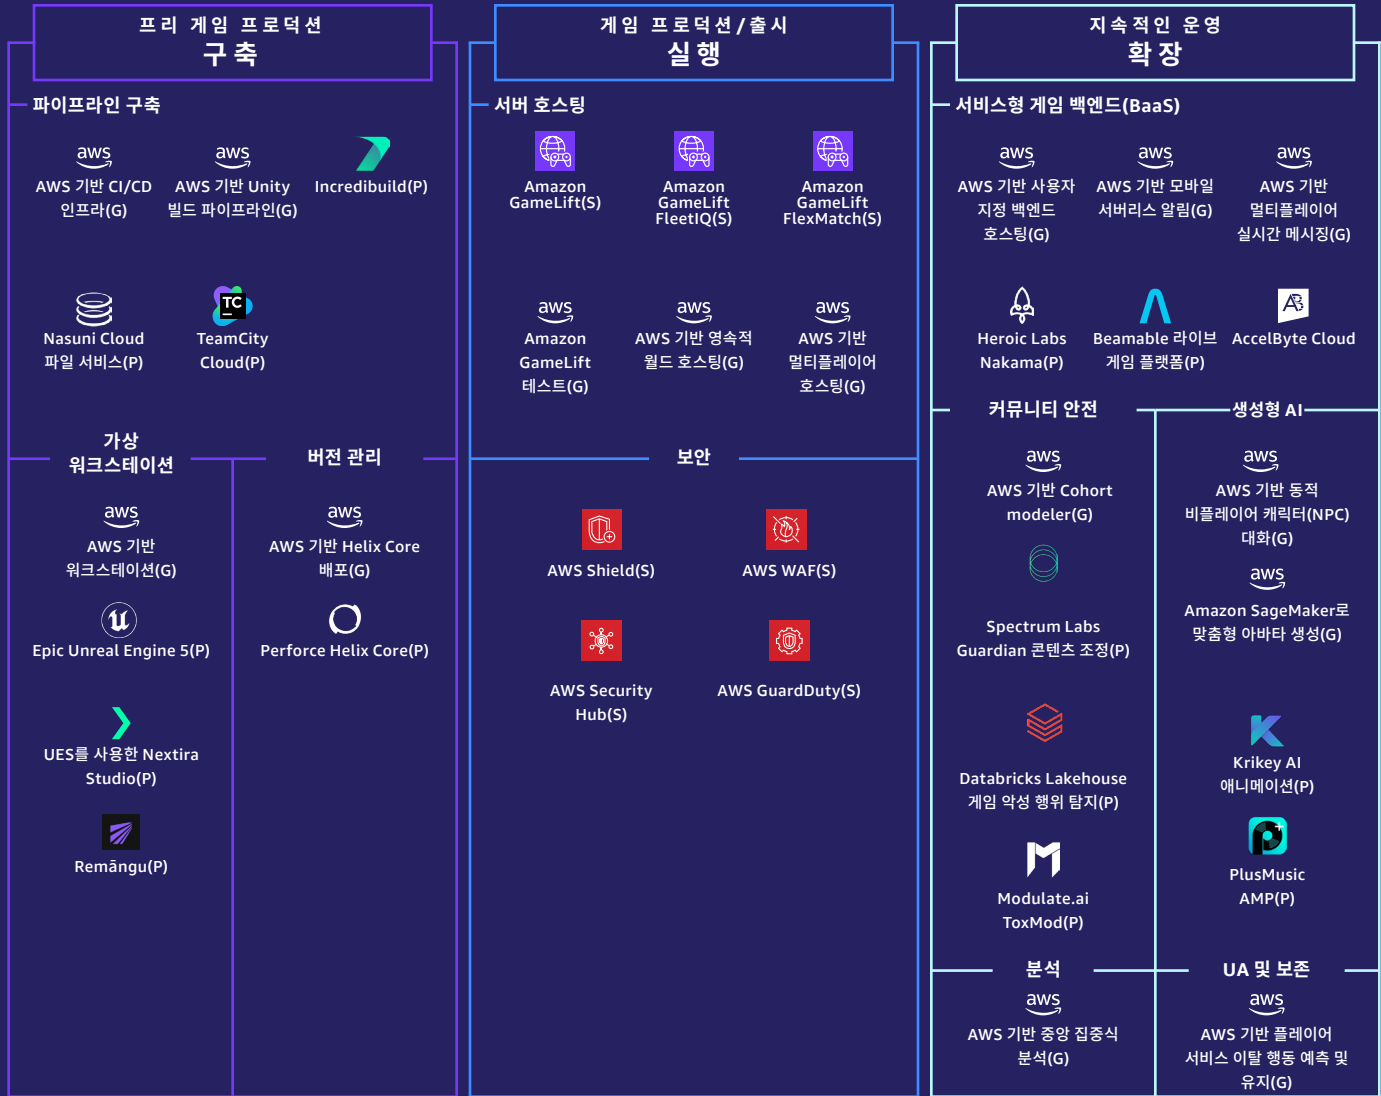 프리 게임 프로덕션
구축
파이프라인 구축
aws
AWS 기반 CI/CD
인프라(G)
aws
AWS 기반 Unity
빌드 파이프라인(G)
Incredibuild(P)
Nasuni Cloud
파일 서비스(P)
TC
TeamCity
Cloud(P)
가상
워크스테이션
aws
AWS 기반
워크스테이션(G)
Epic Unreal Engine 5(P)
UES를 사용한 Nextira
Studio(P)
Remāngu(P)
버전 관리
aws
AWS 기반 Helix Core
배포(G)
Perforce Helix Core(P)
게임 프로덕션/출시
실행
서버 호스팅
Amazon
GameLift(S)
Amazon
GameLift
FleetIQ(S)
Amazon
GameLift
FlexMatch(S)
aws
Amazon
GameLift
테스트(G)
aws
AWS 기반 영속적
월드 호스팅(G)
aws
AWS 기반
멀티플레이어
호스팅(G)
보안
AWS Shield(S)
AWS WAF(S)
AWS Security
Hub(S)
AWS GuardDuty(S)
지속적인 운영
확장
서비스형 게임 백엔드(BaaS)
aws
AWS 기반 사용자
지정 백엔드
호스팅(G)
aws
AWS 기반 모바일
서버리스 알림(G)
aws
AWS 기반
멀티플레이어
실시간 메시징(G)
Heroic Labs
Nakama(P)
Beamable 라이브
게임 플랫폼(P)
AccelByte Cloud
커뮤니티 안전
aws
AWS 기반 Cohort
modeler(G)
Spectrum Labs
Guardian 콘텐츠 조정(P)
Databricks Lakehouse
게임 악성 행위 탐지(P)
Modulate.ai
ToxMod(P)
생성형 AI
aws
AWS 기반 동적
비플레이어 캐릭터(NPC)
대화(G)
aws
Amazon SageMaker로
맞춤형 아바타 생성(G)
Krikey AI
애니메이션(P)
PlusMusic
AMP(P)
분석
aws
AWS 기반 중앙 집중식
분석(G)
UA 및 보존
aws
AWS 기반 플레이어
서비스 이탈 행동 예측 및
유지(G)